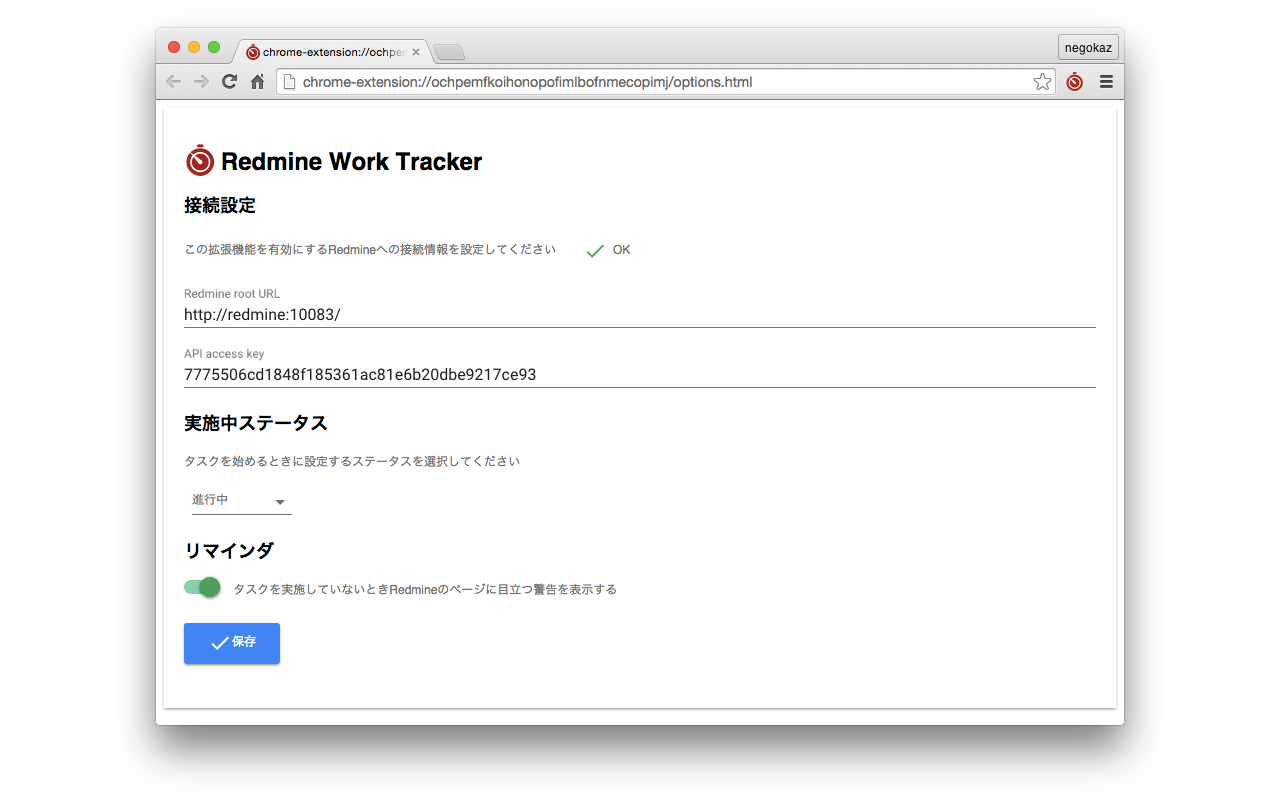 chrome-extension://ochpe
negokaz
chrome-extension://ochpemfkoihonopofimlbofnmecopimj/options.html
Redmine Work Tracker
接続設定
この拡張機能を有効にするRedmineへの接続情報を設定してください OK
Redmine root URL
http://redmine:10083/
API access key
7775506cd1848f185361ac81e6b20dbe9217ce93
実施中ステータス
タスクを始めるときに設定するステータスを選択してください
進行中
リマインダ
タスクを実施していないときRedmineのページに目立つ警告を表示する
保存